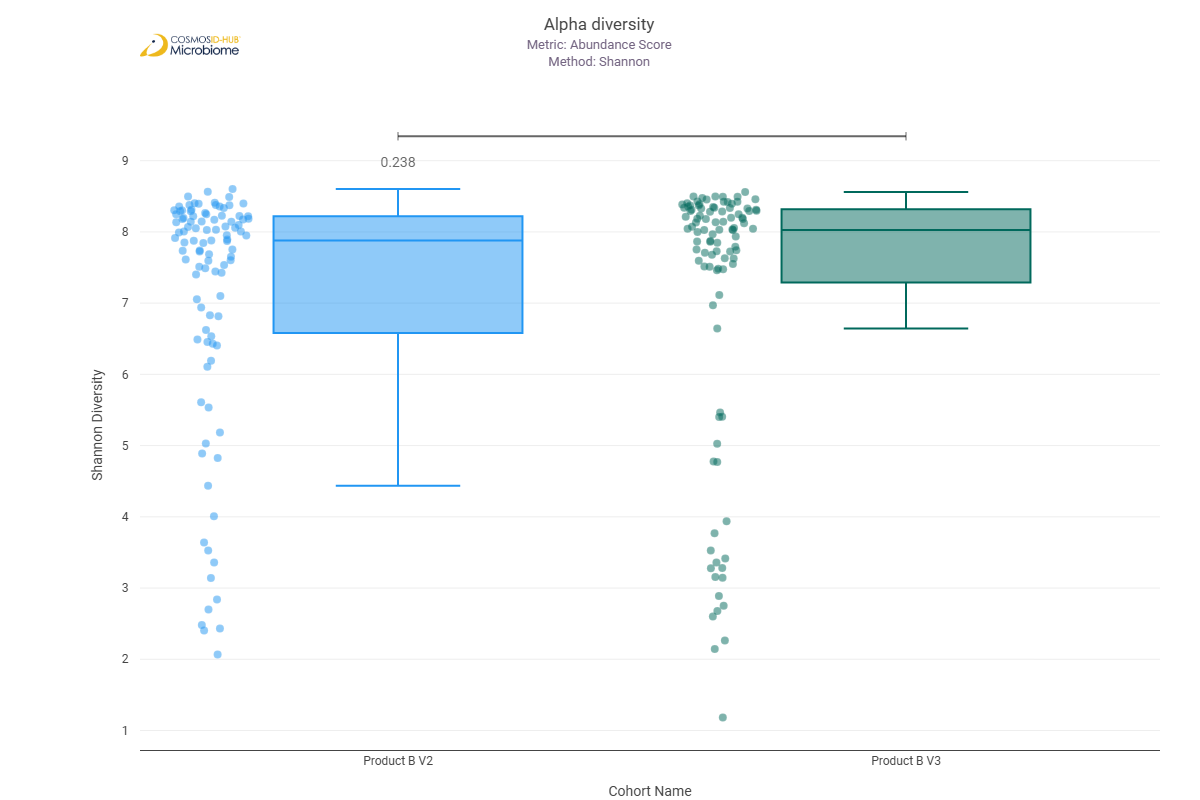 Alpha diversity
Metric: Abundance Score
Method: Shannon
COSMOSID-HUB
Microbiome
0.238
9
8
7
6
5
4
3
2
1
Shannon Diversity
Product B V2
Product B V3
Cohort Name